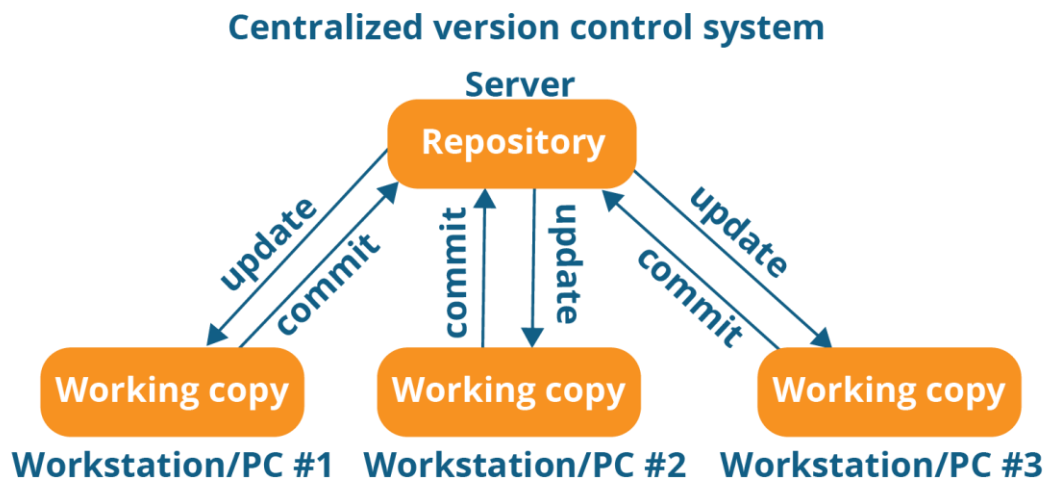 Centralized version control system
Server
Repository
update
commit
commit
update
commit
update
Working copy
Working copy
Working copy
Workstation/PC #1
Workstation/PC #2
Workstation/PC #3